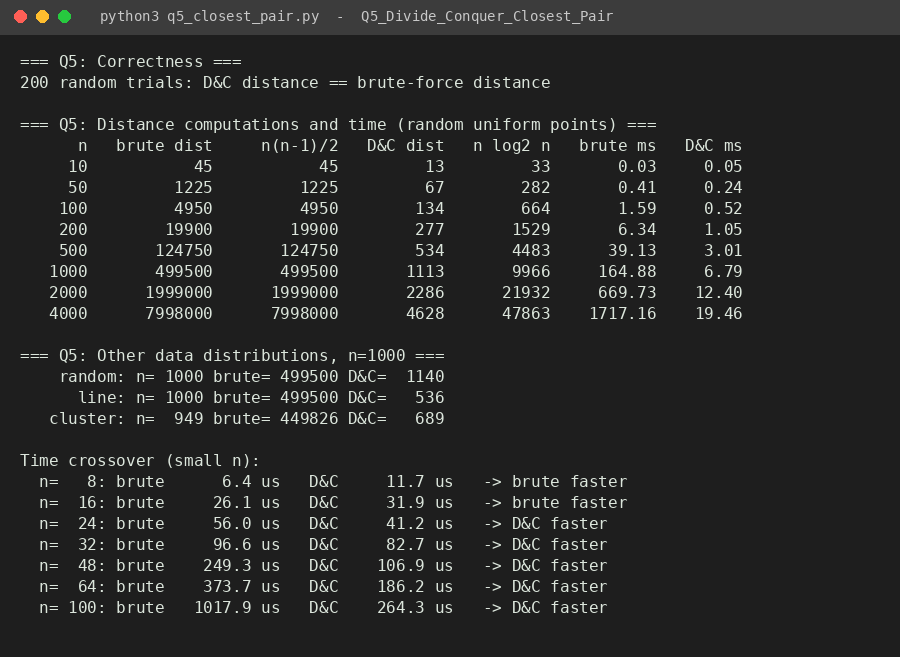 python3 q5_closest_pair.py  -  Q5_Divide_Conquer_Closest_Pair
=== Q5: Correctness ===
200 random trials: D&C distance == brute-force distance
=== Q5: Distance computations and time (random uniform points) ===
      n   brute dist     n(n-1)/2   D&C dist   n log2 n   brute ms   D&C ms
     10           45           45         13         33       0.03     0.05
     50         1225         1225         67        282       0.41     0.24
    100         4950         4950        134        664       1.59     0.52
    200        19900        19900        277       1529       6.34     1.05
    500       124750       124750        534       4483      39.13     3.01
   1000       499500       499500       1113       9966     164.88     6.79
   2000      1999000      1999000       2286      21932     669.73    12.40
   4000      7998000      7998000       4628      47863    1717.16    19.46
=== Q5: Other data distributions, n=1000 ===
    random: n= 1000 brute= 499500 D&C=  1140
      line: n= 1000 brute= 499500 D&C=   536
   cluster: n=  949 brute= 449826 D&C=   689
Time crossover (small n):
  n=   8: brute      6.4 us   D&C     11.7 us   -> brute faster
  n=  16: brute     26.1 us   D&C     31.9 us   -> brute faster
  n=  24: brute     56.0 us   D&C     41.2 us   -> D&C faster
  n=  32: brute     96.6 us   D&C     82.7 us   -> D&C faster
  n=  48: brute    249.3 us   D&C    106.9 us   -> D&C faster
  n=  64: brute    373.7 us   D&C    186.2 us   -> D&C faster
  n= 100: brute   1017.9 us   D&C    264.3 us   -> D&C faster